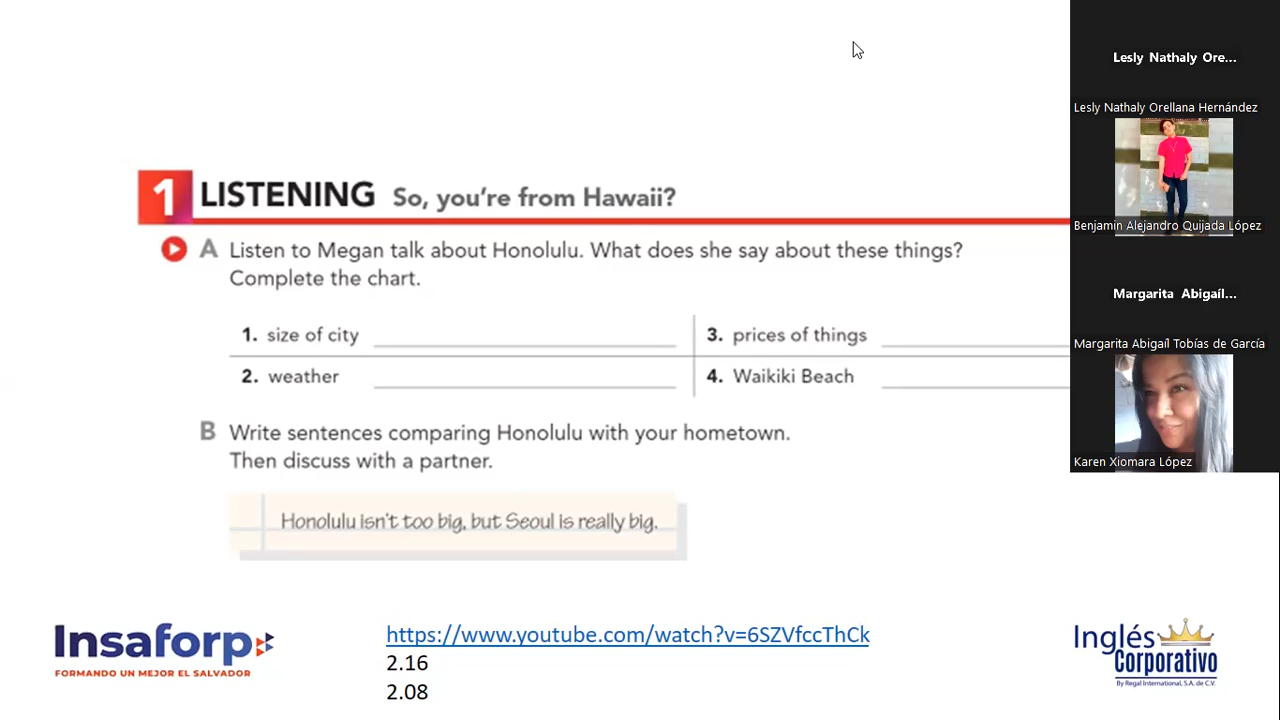 1 LISTENING So, you're from Hawaii?
A Listen to Megan talk about Honolulu. What does she say about these things?
Complete the chart.
1. size of city
3. prices of things
2. weather
4. Waikiki Beach
B Write sentences comparing Honolulu with your hometown.
Then discuss with a partner.
Honolulu isn't too big, but Seoul is really big.
Insaforp
FORMANDO UN MEJOR EL SALVADOR
https://www.youtube.com/watch?v=6SZVfccThCk
2.16
2.08
Inglés
Corporativo
By Regal International, S.A. de C.V.
Lesly Nathaly Ore...
Lesly Nathaly Orellana Hernández
Benjamin Alejandro Quijada López
Margarita Abigaíl...
Margarita Abigaíl Tobías de García
Karen Xiomara López